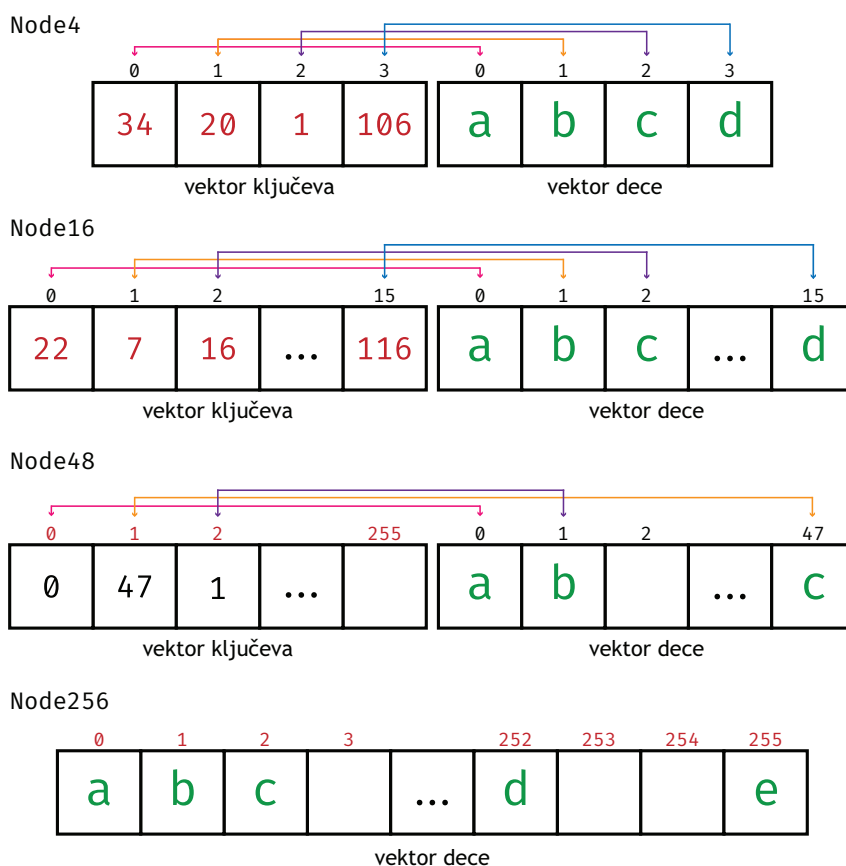 Node4
0 1 2 3 0 1 2 3
34 20 1 106 a b c d
vektor ključeva vektor dece
Node16
0 1 2 15 0 1 2 15
22 7 16 ... 116 a b c ... d
vektor ključeva vektor dece
Node48
0 1 2 255 0 1 2 47
0 47 1 ... a b ... c
vektor ključeva vektor dece
Node256
0 1 2 3 252 253 254 255
a b c ... d e
vektor dece